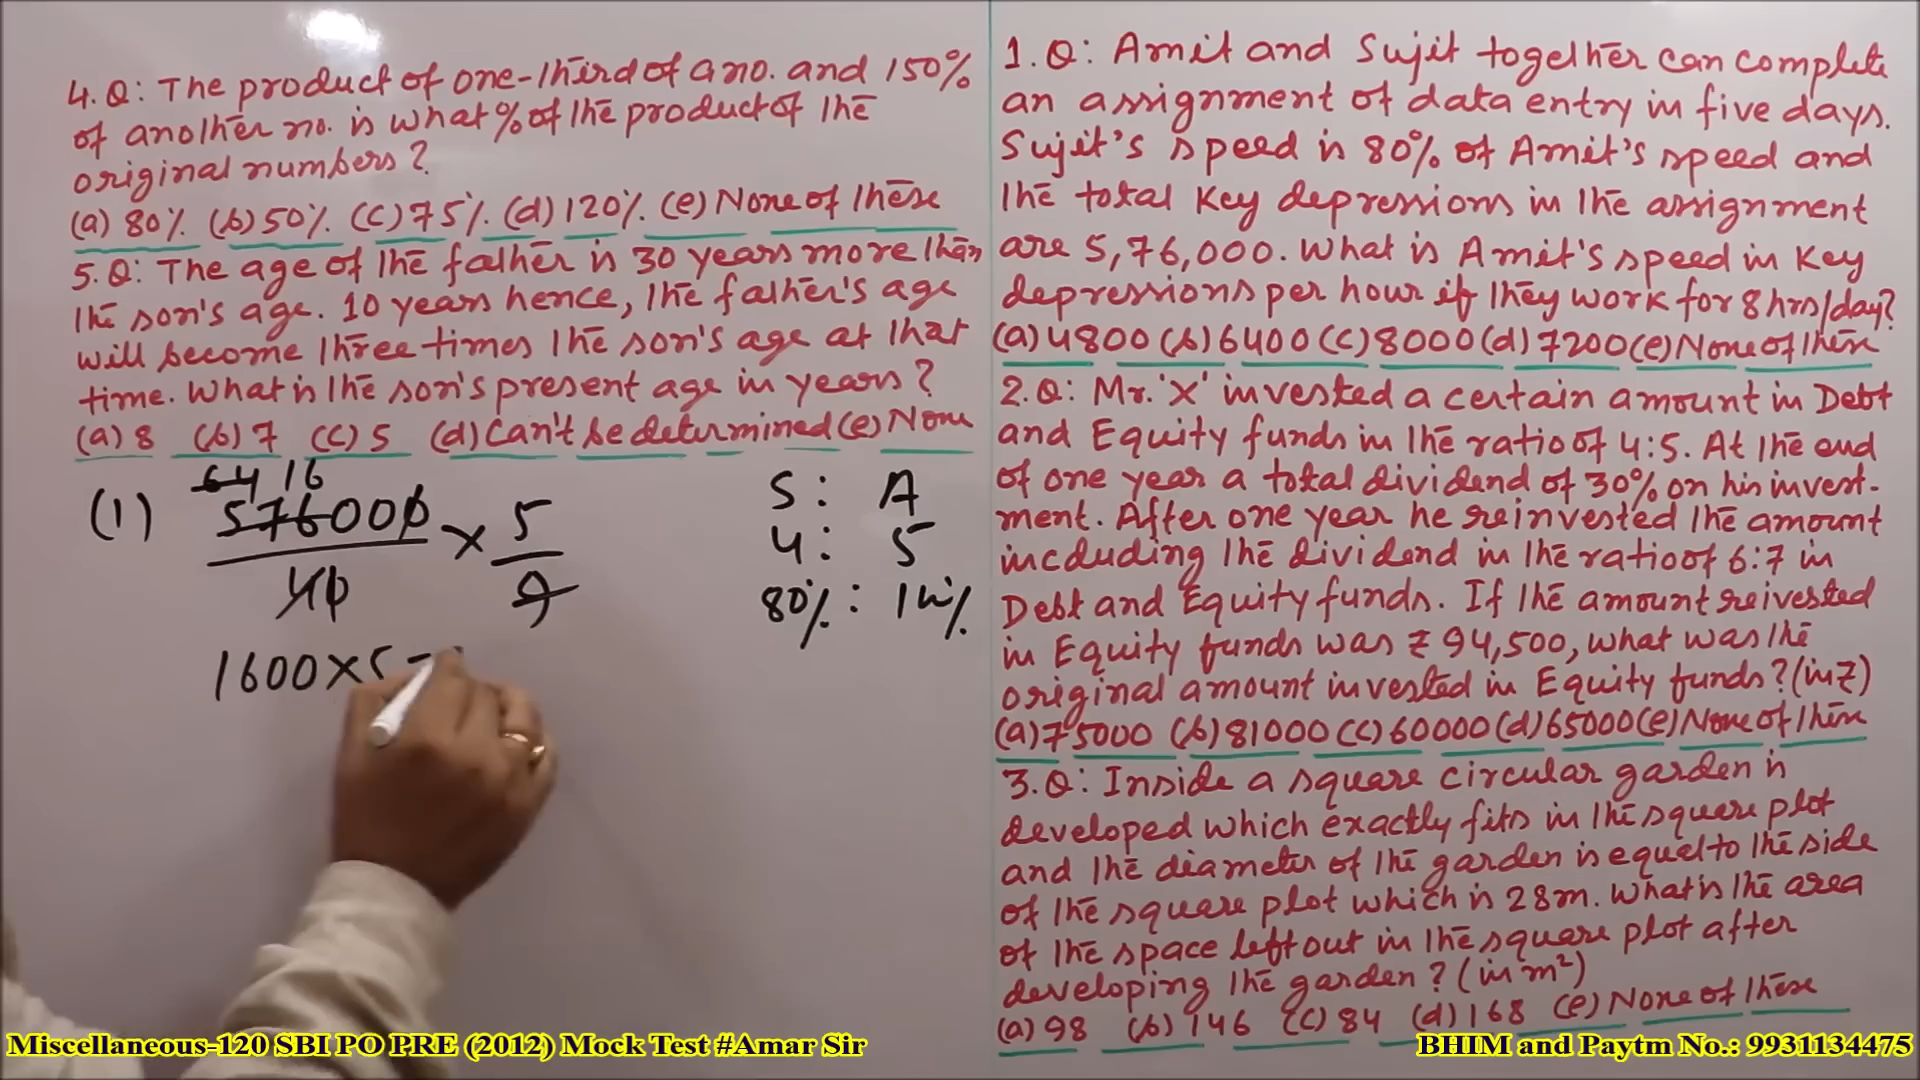 4.Q: The product of one-third of a no. and 150%
of another no. is what % of the product of the
original numbers?
(a) 80% (b) 50% (c) 75% (d) 120% (e) None of these
5.Q: The age of the father is 30 years more than
the son's age. 10 years hence, the father's age
will become three times the son's age at that
time. What is the son's present age in years?
(a) 8 (b) 7 (c) 5 (d) Can't be determined (e) None
64 16
(1) 576000 × 5
40 9
1600×5=
S : A
4 : 5
80% : 100%
1.Q: Amit and Sujit together can complete
an assignment of data entry in five days.
Sujit's speed is 80% of Amit's speed and
the total Key depressions in the assignment
are 5,76,000. What is Amit's speed in Key
depressions per hour if they work for 8 hrs/day?
(a) 4800 (b) 6400 (c) 8000 (d) 7200 (e) None of these
2.Q: Mr. 'X' invested a certain amount in Debt
and Equity funds in the ratio of 4:5. At the end
of one year a total dividend of 30% on his invest-
ment. After one year he reinvested the amount
incduding the dividend in the ratio of 6:7 in
Debt and Equity funds. If the amount reivested
in Equity funds was ₹ 94,500, what was the
original amount invested in Equity funds? (in ₹)
(a) 75000 (b) 81000 (c) 60000 (d) 65000 (e) None of these
3.Q: Inside a square circular garden is
developed which exactly fits in the square plot
and the diameter of the garden is equal to the side
of the square plot which is 28m. What is the area
of the space left out in the square plot after
developing the garden? (in m²)
(a) 98 (b) 146 (c) 84 (d) 168 (e) None of these
Miscellaneous-120 SBI PO PRE (2012) Mock Test #Amar Sir
BHIM and Paytm No.: 9931134475